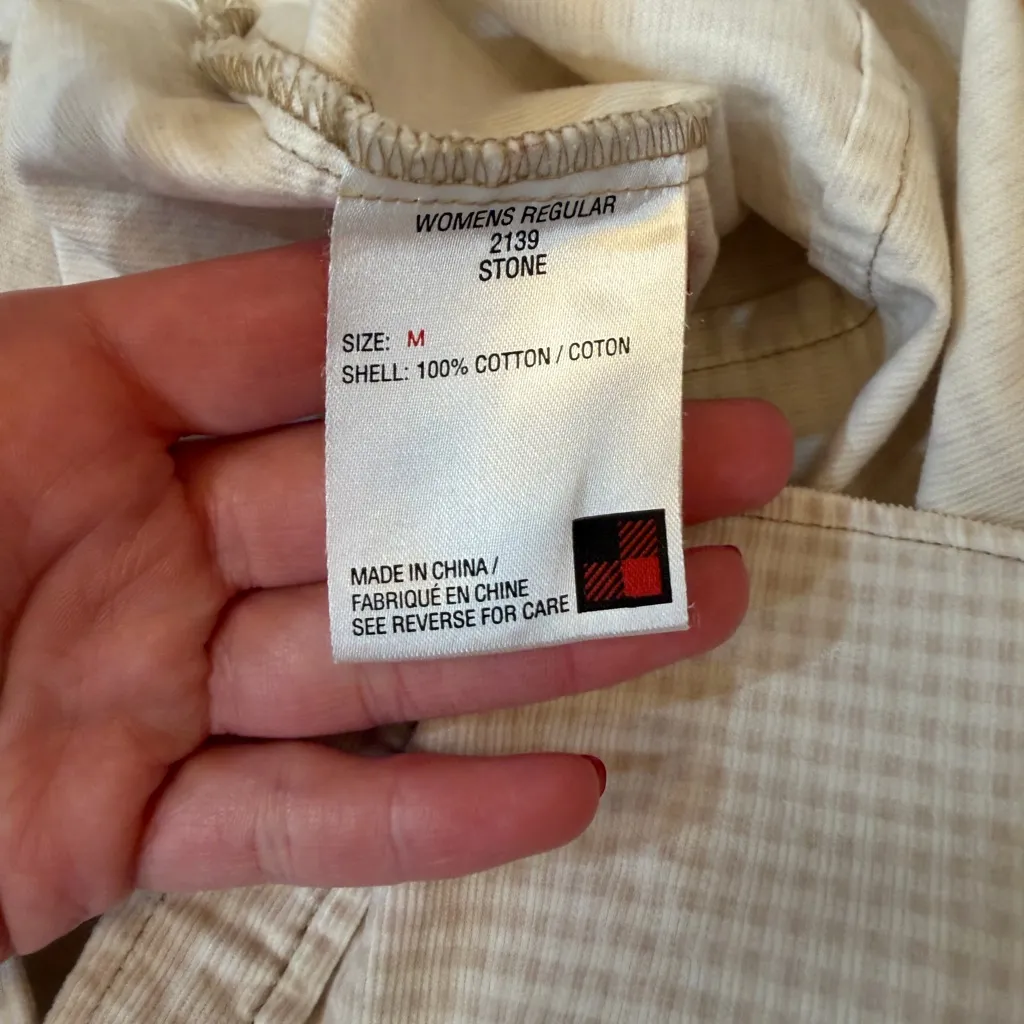 WOMENS REGULAR
2139
STONE
SIZE: M
SHELL: 100% COTTON / COTON
MADE IN CHINA /
FABRIQUÉ EN CHINE
SEE REVERSE FOR CARE